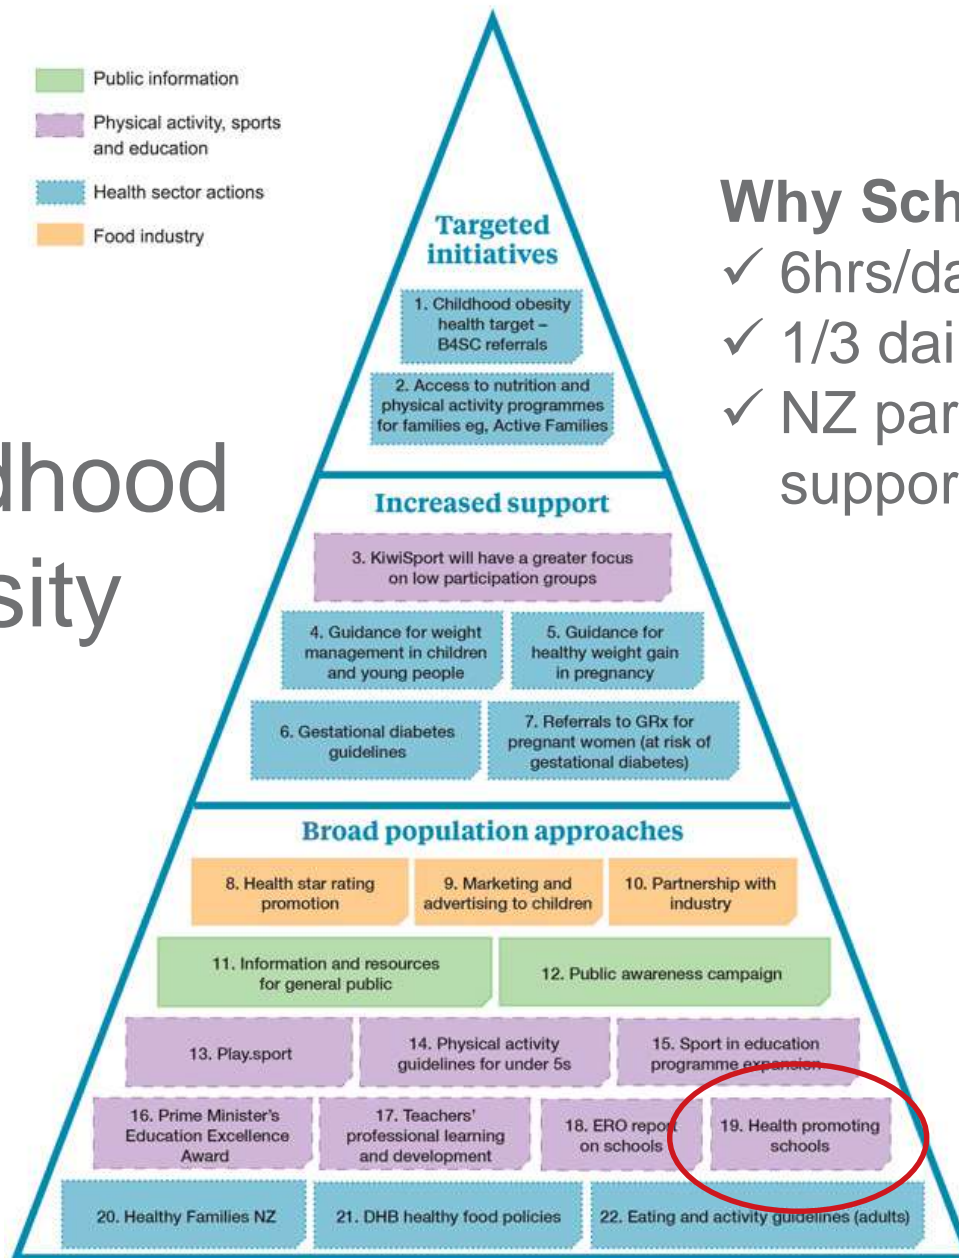 Public information
Physical activity, sports
and education
Health sector actions
Food industry
Why Sch
✓ 6hrs/da
✓ 1/3 dai
✓ NZ par
suppor
dhood
sity
Targeted
initiatives
1. Childhood obesity
health target –
B4SC referrals
2. Access to nutrition and
physical activity programmes
for families eg, Active Families
Increased support
3. KiwiSport will have a greater focus
on low participation groups
4. Guidance for weight
management in children
and young people
5. Guidance for
healthy weight gain
in pregnancy
6. Gestational diabetes
guidelines
7. Referrals to GRx for
pregnant women (at risk of
gestational diabetes)
Broad population approaches
8. Health star rating
promotion
9. Marketing and
advertising to children
10. Partnership with
industry
11. Information and resources
for general public
12. Public awareness campaign
13. Play.sport
14. Physical activity
guidelines for under 5s
15. Sport in education
programme expansion
16. Prime Minister's
Education Excellence
Award
17. Teachers'
professional learning
and development
18. ERO report
on schools
19. Health promoting
schools
20. Healthy Families NZ
21. DHB healthy food policies
22. Eating and activity guidelines (adults)